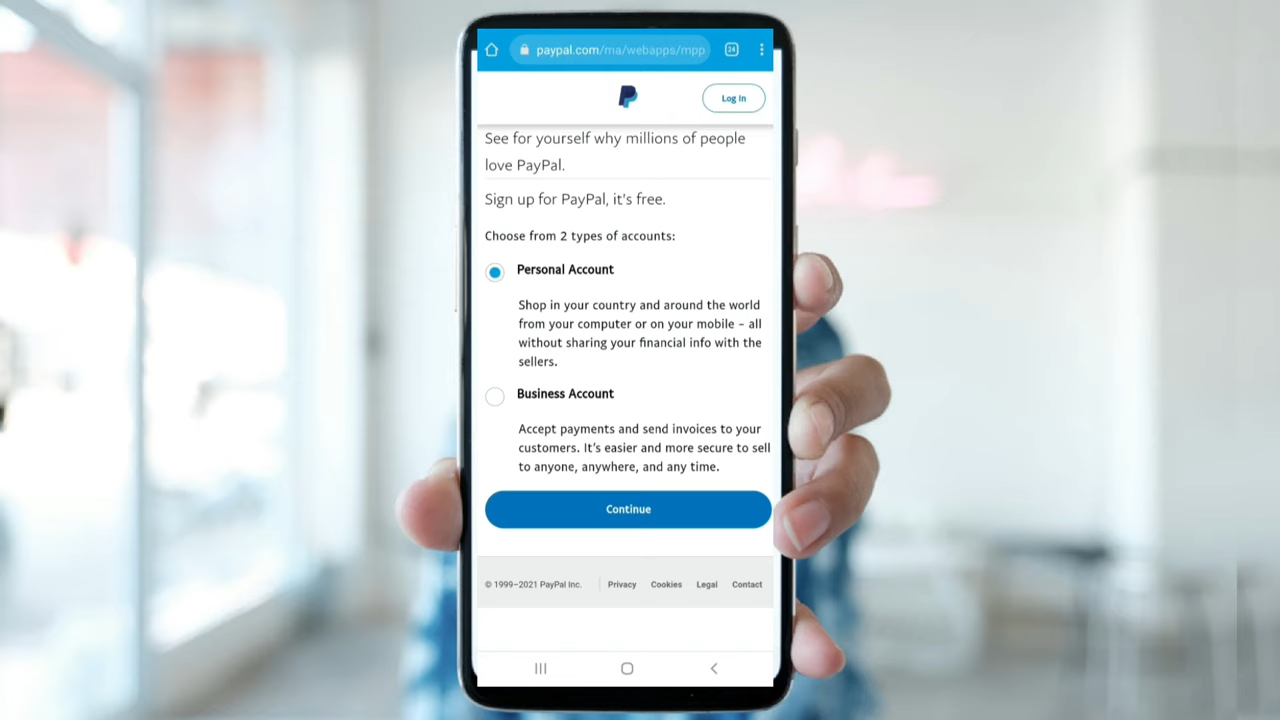 paypal.com/ma/webapps/mpp
24
Log In
See for yourself why millions of people
love PayPal.
Sign up for PayPal, it's free.
Choose from 2 types of accounts:
Personal Account
Shop in your country and around the world
from your computer or on your mobile – all
without sharing your financial info with the
sellers.
Business Account
Accept payments and send invoices to your
customers. It's easier and more secure to sell
to anyone, anywhere, and any time.
Continue
© 1999–2021 PayPal Inc.
Privacy
Cookies
Legal
Contact